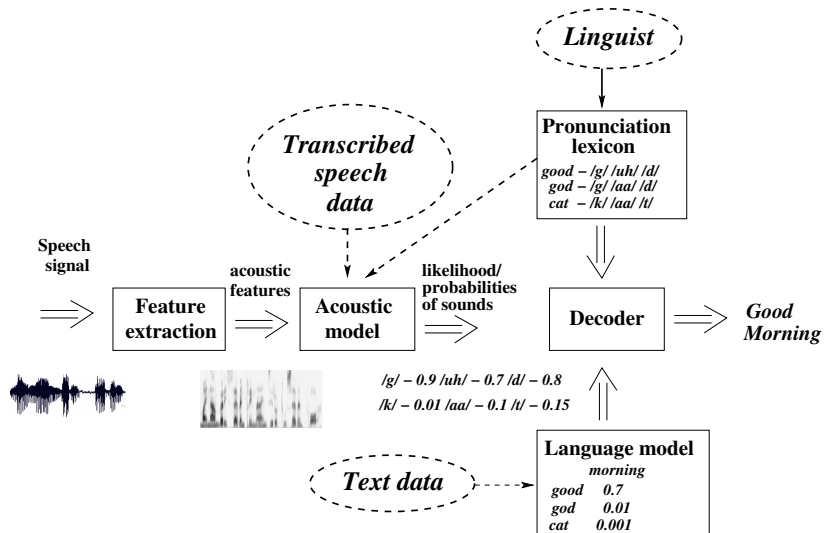 Linguist
Pronunciation
lexicon
good – /g/ /uh/ /d/
god – /g/ /aa/ /d/
cat – /k/ /aa/ /t/
Transcribed
speech
data
Speech
signal
acoustic
features
likelihood/
probabilities
of sounds
Feature
extraction
Acoustic
model
Decoder
Good
Morning
/g/ – 0.9 /uh/ – 0.7 /d/ – 0.8
/k/ – 0.01 /aa/ – 0.1 /t/ – 0.15
Language model
morning
good 0.7
god 0.01
cat 0.001
Text data